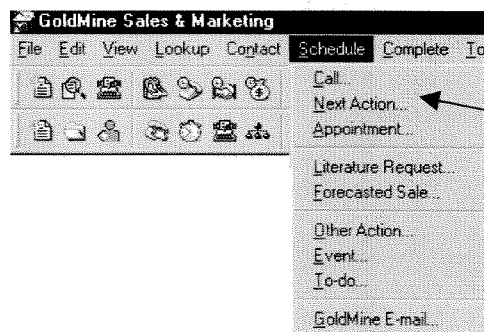 GoldMine Sales & Marketing
File Edit View Lookup Contact Schedule Complete To
Call...
Next Action...
Appointment...
Literature Request...
Forecasted Sale...
Other Action...
Event...
To-do...
GoldMine E-mail...